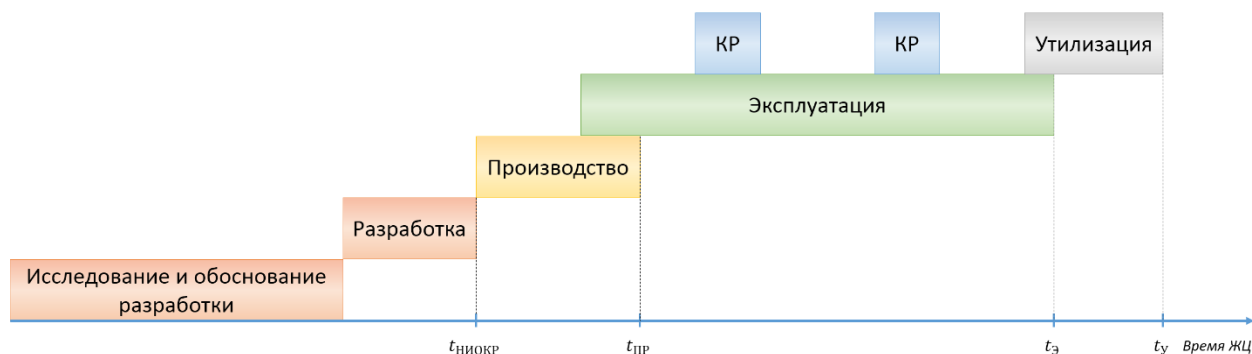 КР
КР
Утилизация
Эксплуатация
Производство
Разработка
Исследование и обоснование
разработки
tНИОКР
tПР
tЭ
tУ
Время ЖЦ